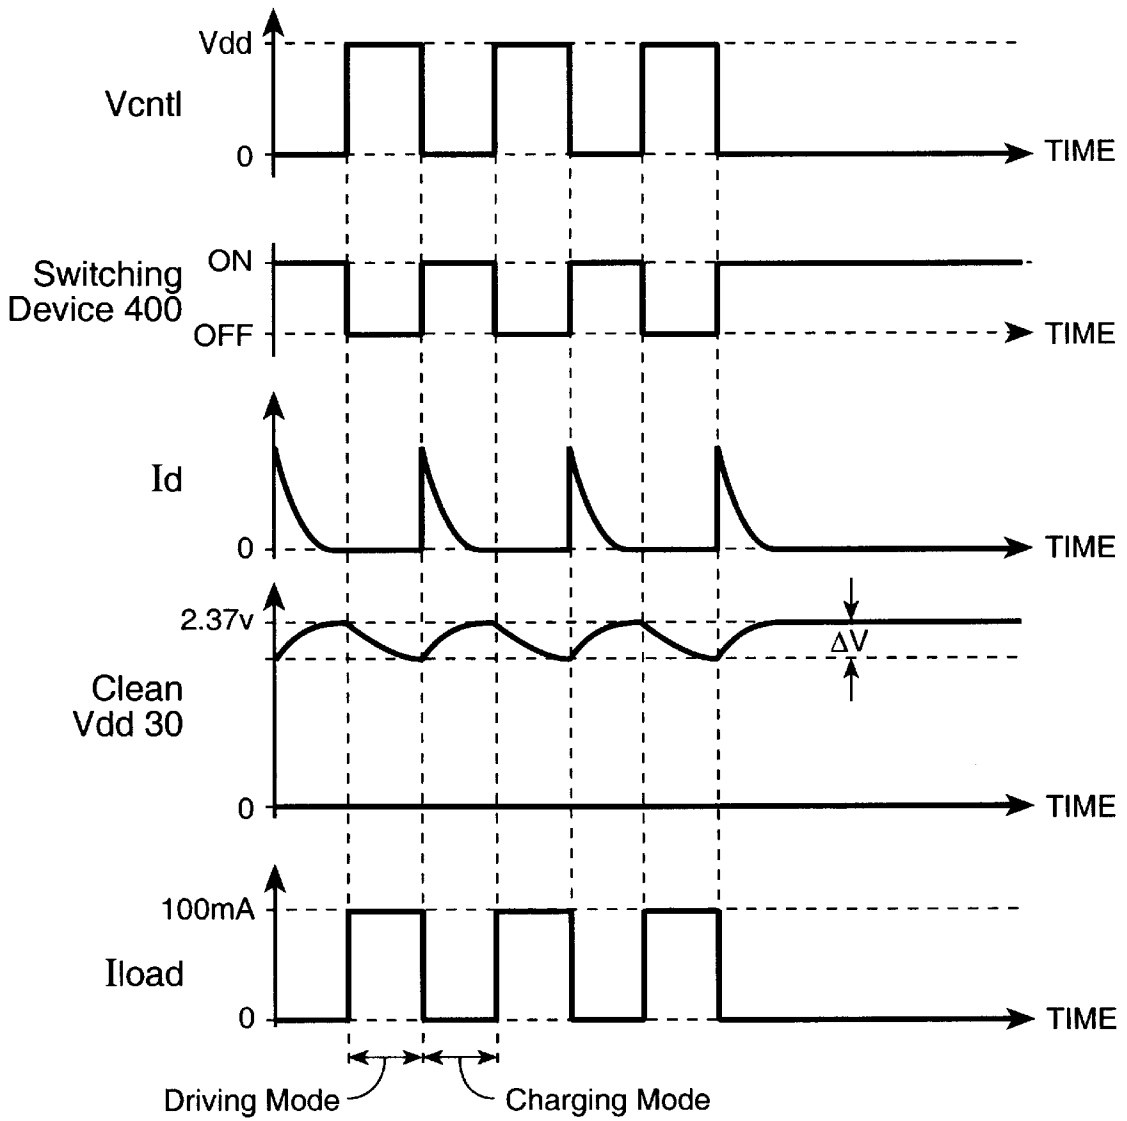 Vdd
Vcntl
0
TIME
ON
Switching
Device 400
OFF
TIME
Id
0
TIME
2.37v
ΔV
Clean
Vdd 30
0
TIME
100mA
Iload
0
TIME
Driving Mode
Charging Mode